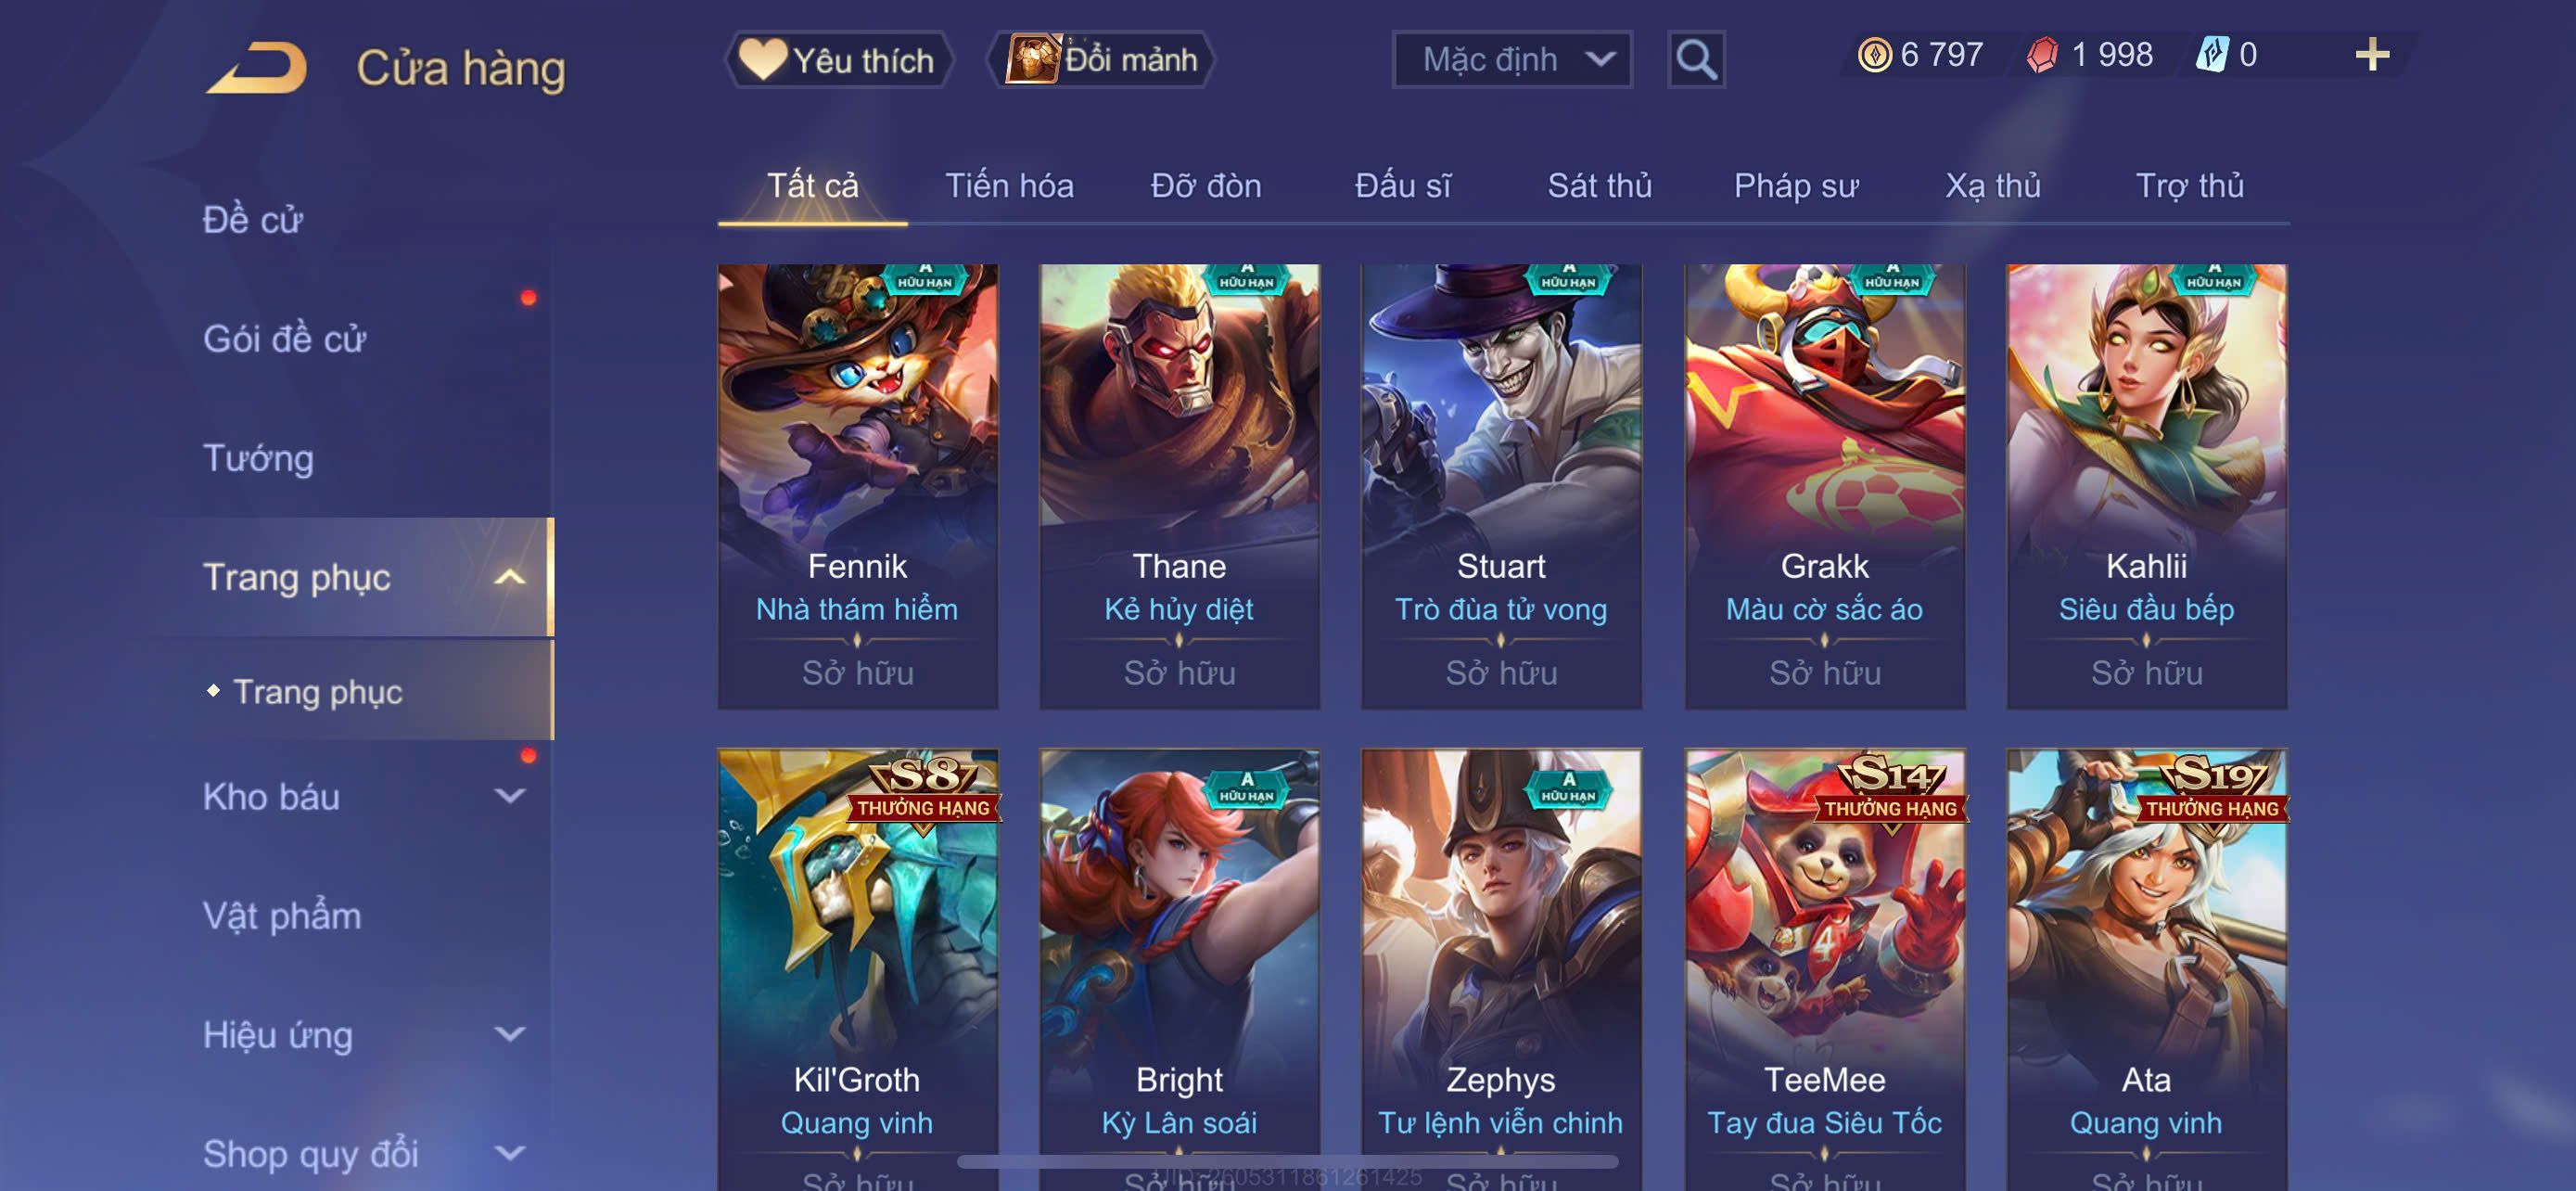 Cửa hàng
Yêu thích
Đổi mảnh
Mặc định
6 797
1 998
0
Tất cả
Tiến hóa
Đỡ đòn
Đấu sĩ
Sát thủ
Pháp sư
Xạ thủ
Trợ thủ
Đề cử
Gói đề cử
Tướng
Trang phục
Trang phục
Kho báu
Vật phẩm
Hiệu ứng
Shop quy đổi
A
HỮU HẠN
Fennik
Nhà thám hiểm
Sở hữu
A
HỮU HẠN
Thane
Kẻ hủy diệt
Sở hữu
A
HỮU HẠN
Stuart
Trò đùa tử vong
Sở hữu
A
HỮU HẠN
Grakk
Màu cờ sắc áo
Sở hữu
A
HỮU HẠN
Kahlii
Siêu đầu bếp
Sở hữu
S8
THƯỞNG HẠNG
Kil'Groth
Quang vinh
Sở hữu
A
HỮU HẠN
Bright
Kỳ Lân soái
Sở hữu
A
HỮU HẠN
Zephys
Tư lệnh viễn chinh
Sở hữu
S14
THƯỞNG HẠNG
4
TeeMee
Tay đua Siêu Tốc
Sở hữu
S19
THƯỞNG HẠNG
Ata
Quang vinh
Sở hữu
UID: 2605311861261425